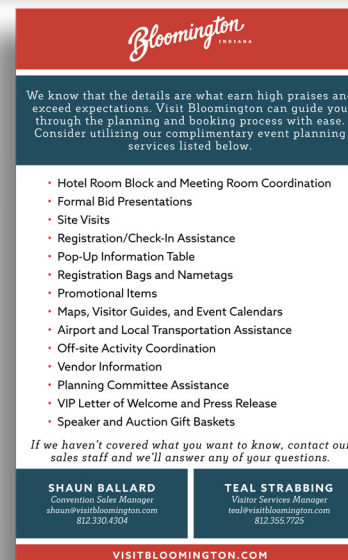 Bloomington
INDIANA
We know that the details are what earn high praises an
exceed expectations. Visit Bloomington can guide you
through the planning and booking process with ease.
Consider utilizing our complimentary event planning
services listed below.
• Hotel Room Block and Meeting Room Coordination
• Formal Bid Presentations
• Site Visits
• Registration/Check-In Assistance
• Pop-Up Information Table
• Registration Bags and Nametags
• Promotional Items
• Maps, Visitor Guides, and Event Calendars
• Airport and Local Transportation Assistance
• Off-site Activity Coordination
• Vendor Information
• Planning Committee Assistance
• VIP Letter of Welcome and Press Release
• Speaker and Auction Gift Baskets
If we haven't covered what you want to know, contact our
sales staff and we'll answer any of your questions.
SHAUN BALLARD
Convention Sales Manager
shaun@visitbloomington.com
812.330.4304
TEAL STRABBING
Visitor Services Manager
teal@visitbloomington.com
812.355.7725
VISITBLOOMINGTON.COM